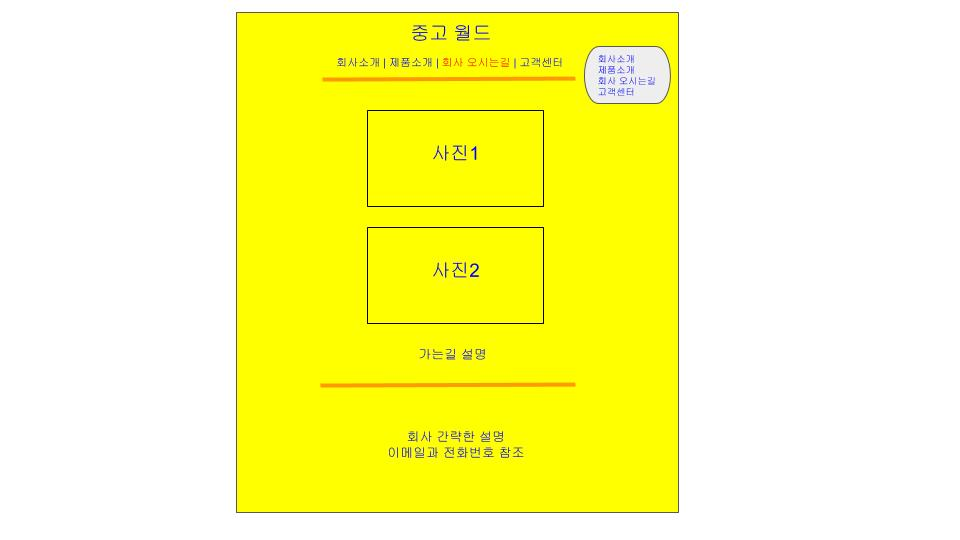 중고 월드
회사소개 | 제품소개 | 회사 오시는길 | 고객센터
회사소개
제품소개
회사 오시는길
고객센터
사진1
사진2
가는길 설명
회사 간략한 설명
이메일과 전화번호 참조